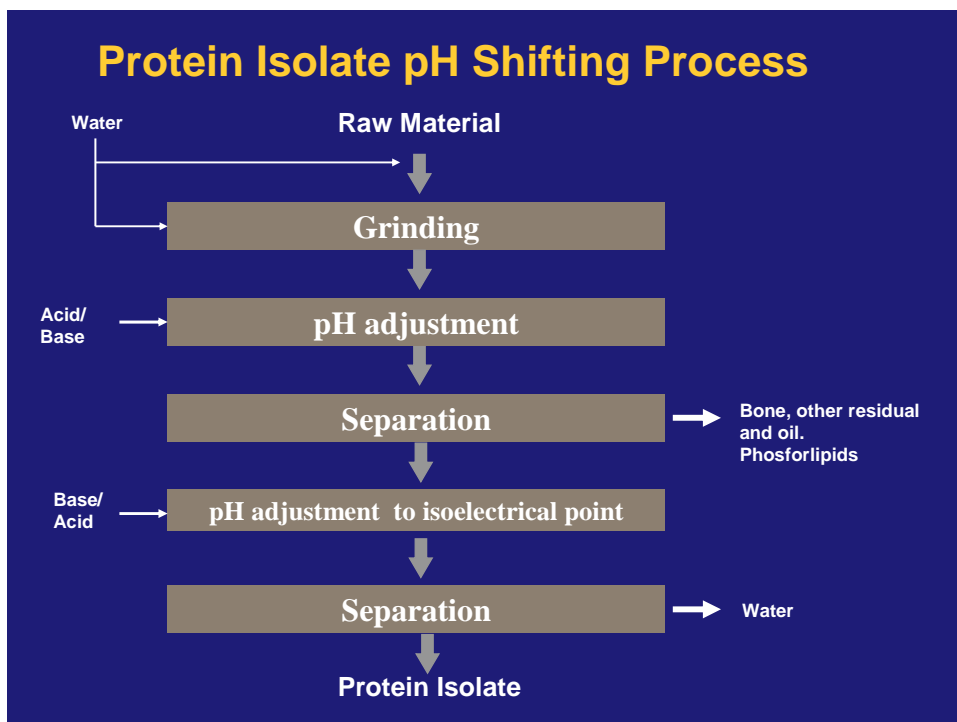 Protein Isolate pH Shifting Process
Water
Raw Material
Grinding
Acid/
Base
pH adjustment
Separation
Bone, other residual
and oil.
Phosforlipids
Base/
Acid
pH adjustment to isoelectrical point
Separation
Water
Protein Isolate